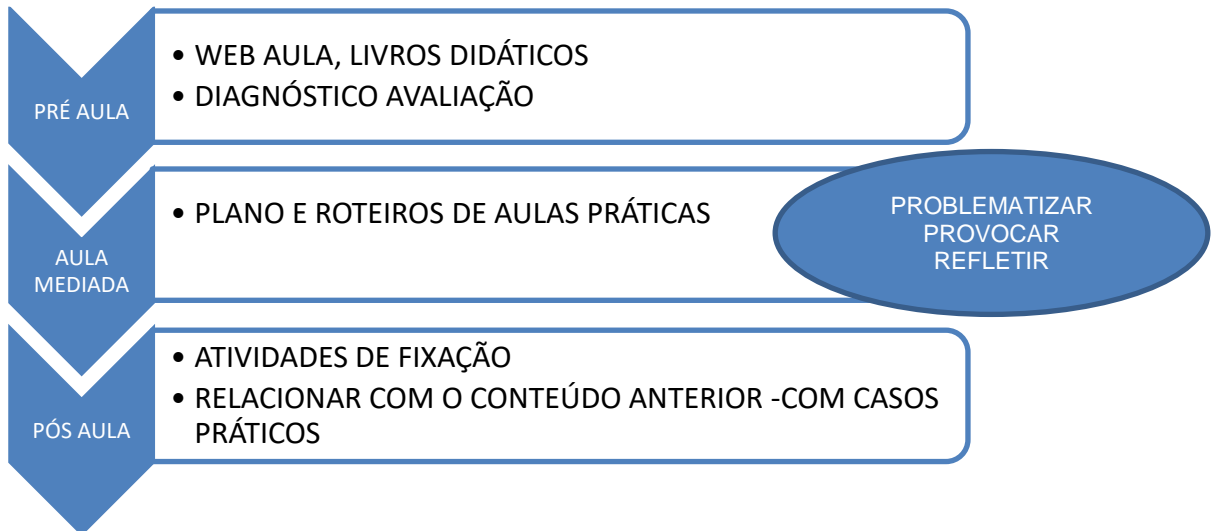 PRÉ AULA
• WEB AULA, LIVROS DIDÁTICOS
• DIAGNÓSTICO AVALIAÇÃO
AULA
MEDIADA
• PLANO E ROTEIROS DE AULAS PRÁTICAS
PROBLEMATIZAR
PROVOCAR
REFLETIR
PÓS AULA
• ATIVIDADES DE FIXAÇÃO
• RELACIONAR COM O CONTEÚDO ANTERIOR -COM CASOS
PRÁTICOS